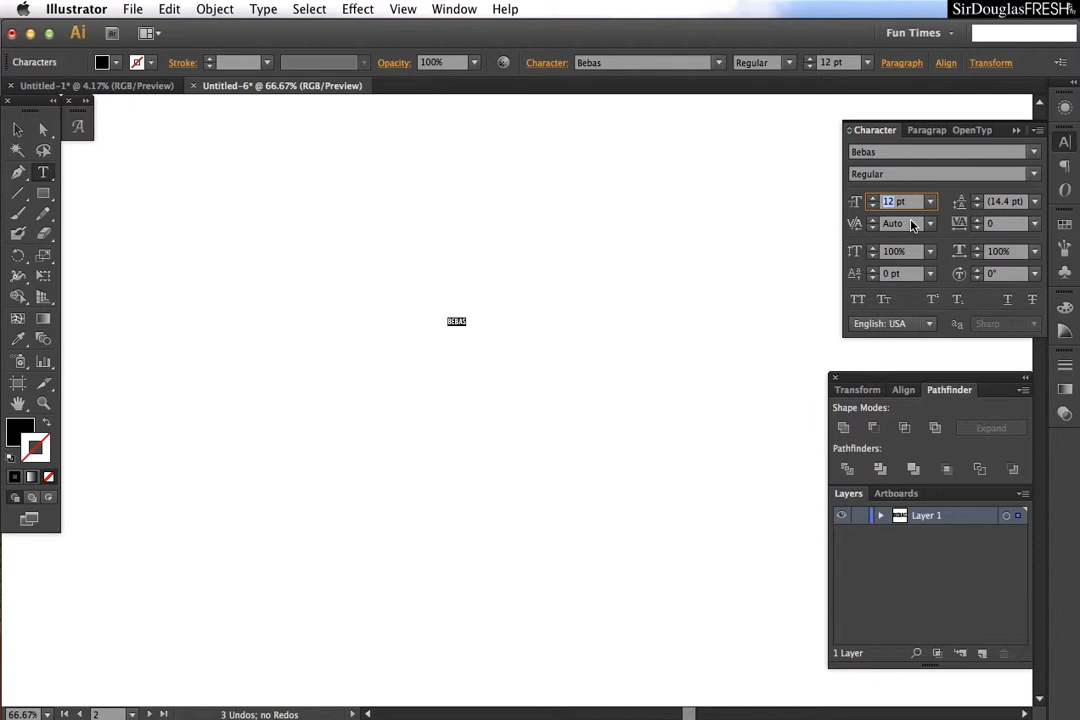 Illustrator File Edit Object Type Select Effect View Window Help
SirDouglasFRESH
Ai Br Fun Times
Characters Stroke: Opacity: 100% Character: Bebas Regular 12 pt Paragraph Align Transform
Untitled-1* @ 4.17% (RGB/Preview) Untitled-6* @ 66.67% (RGB/Preview)
Character Paragrap OpenTyp
Bebas
Regular
12 pt (14.4 pt)
Auto 0
100% 100%
0 pt 0°
English: USA Sharp
BEBAS
Transform Align Pathfinder
Shape Modes:
Expand
Pathfinders:
Layers Artboards
Layer 1
1 Layer
66.67% 2 3 Undos; no Redos